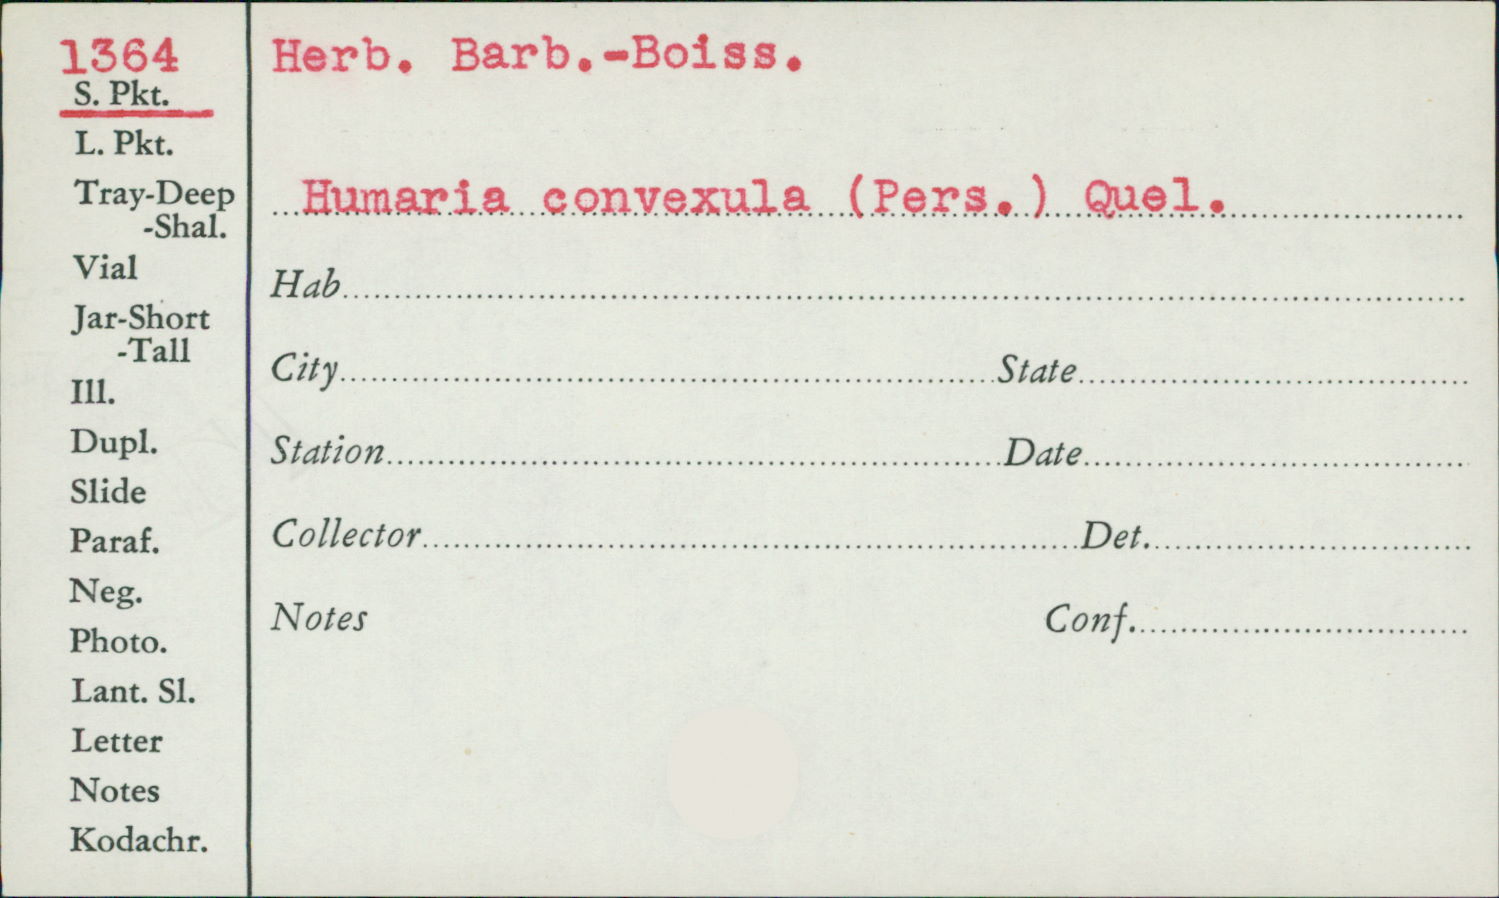 1364
S. Pkt.
L. Pkt.
Tray-Deep
-Shal.
Vial
Jar-Short
-Tall
Ill.
Dupl.
Slide
Paraf.
Neg.
Photo.
Lant. Sl.
Letter
Notes
Kodachr.
Herb. Barb.-Boiss.
Humaria convexula (Pers.) Quel.
Hab
City State
Station Date
Collector Det.
Notes Conf.